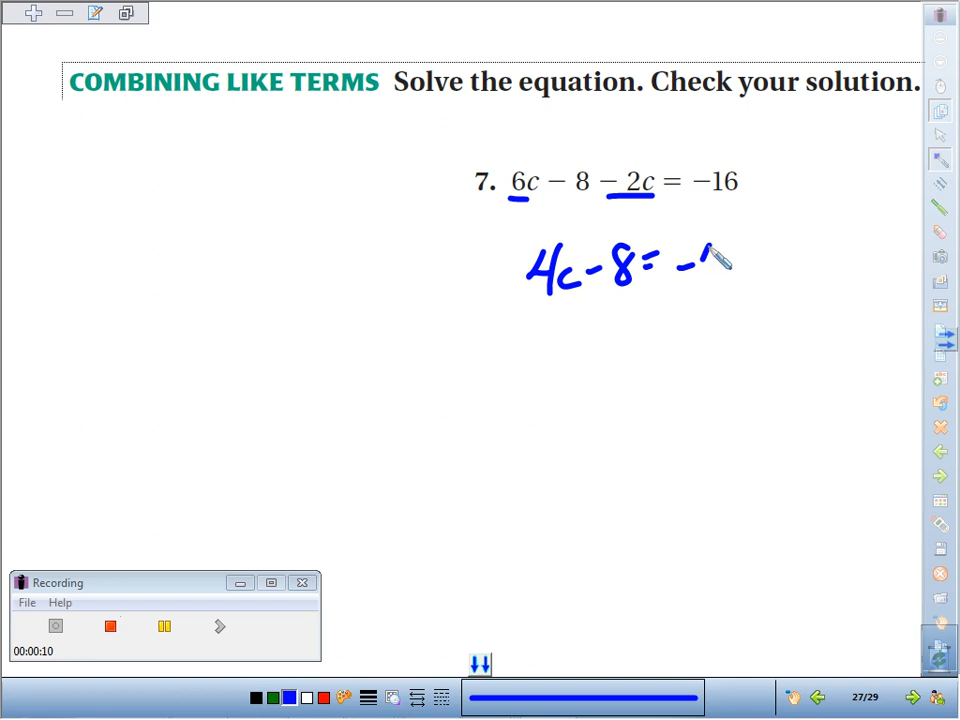 COMBINING LIKE TERMS Solve the equation. Check your solution.
7. 6c − 8 − 2c = −16
4c - 8 = -
Recording
File Help
00:00:10
27/29